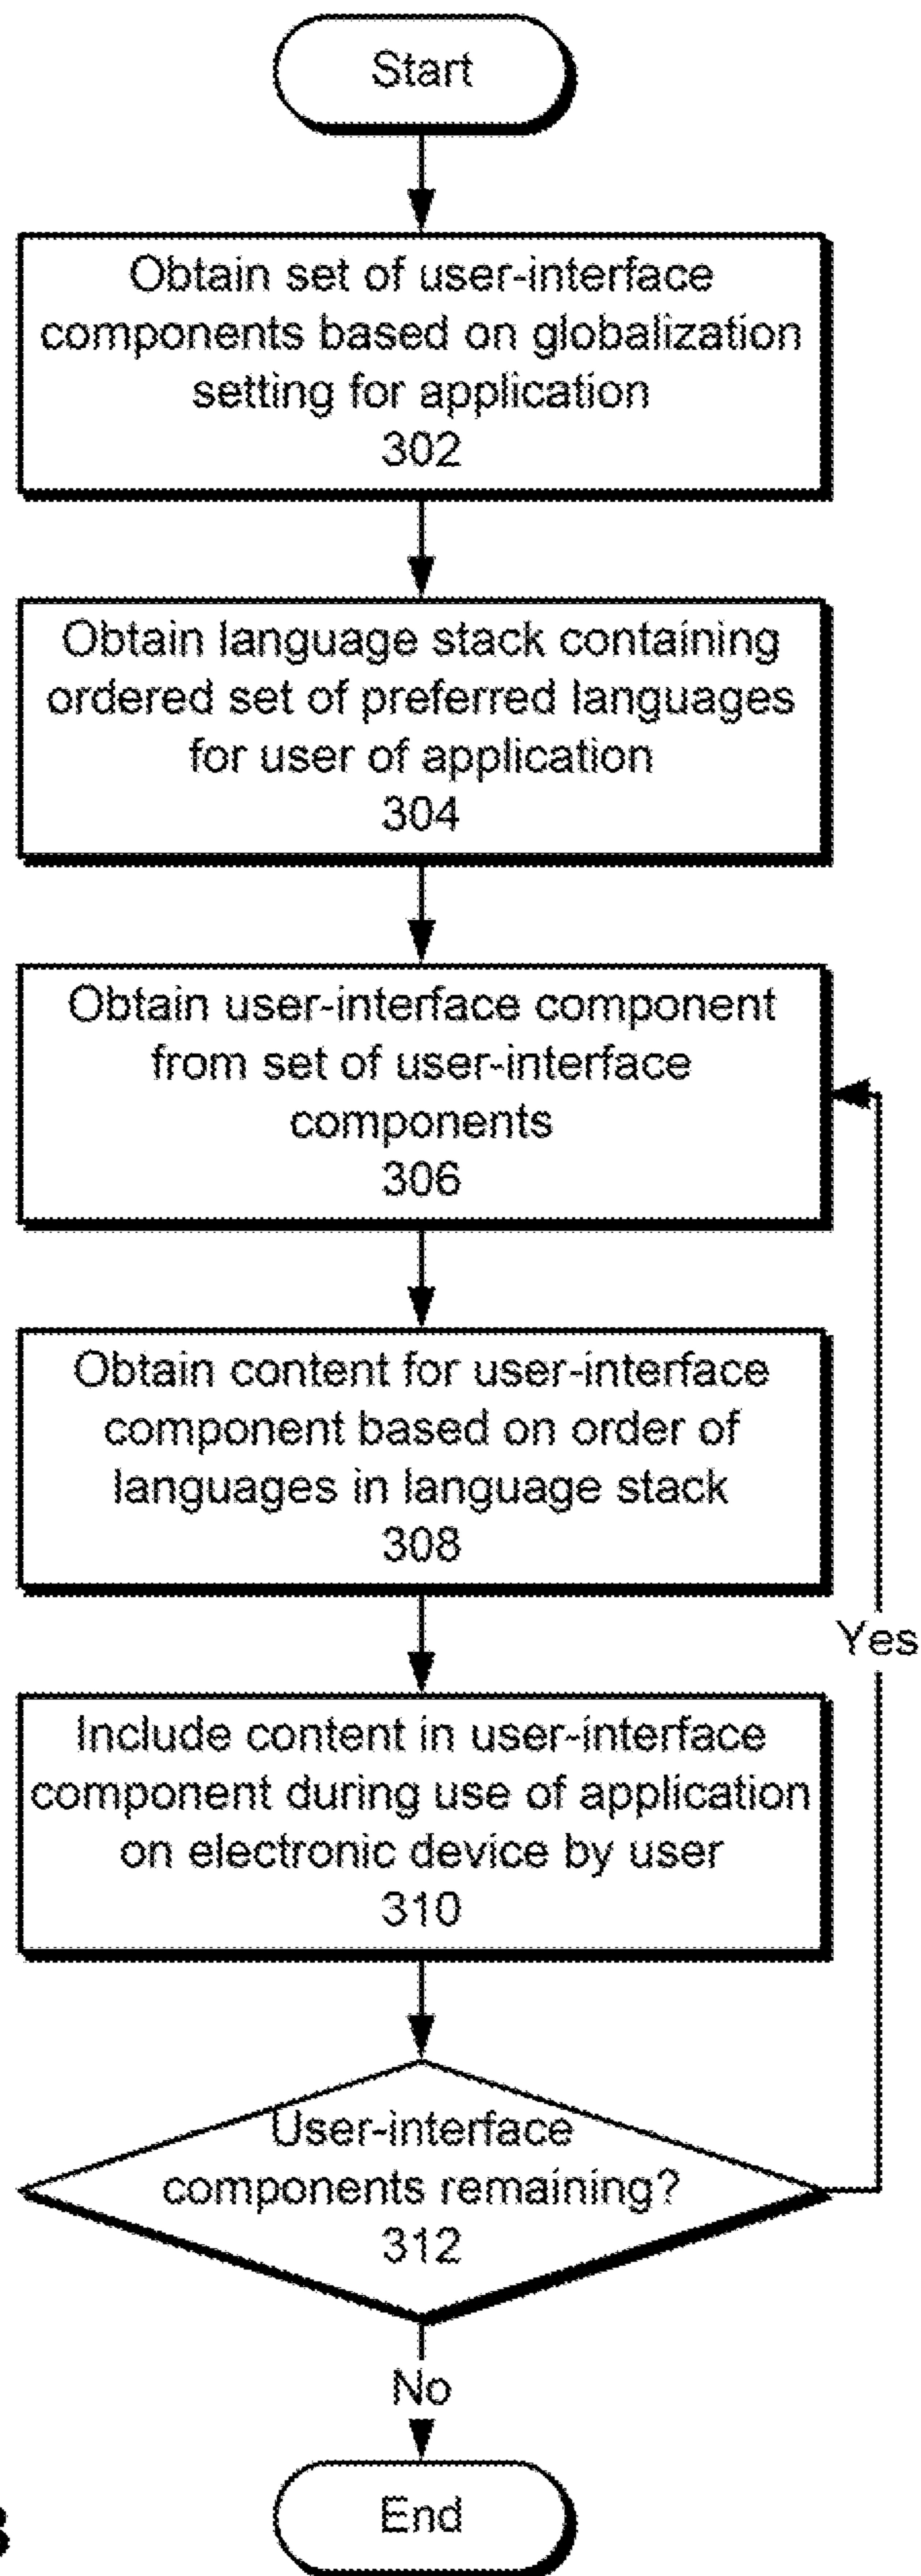 Start
Obtain set of user-interface
components based on globalization
setting for application
302
Obtain language stack containing
ordered set of preferred languages
for user of application
304
Obtain user-interface component
from set of user-interface
components
306
Obtain content for user-interface
component based on order of
languages in language stack
308
Yes
Include content in user-interface
component during use of application
on electronic device by user
310
User-interface
components remaining?
312
No
End